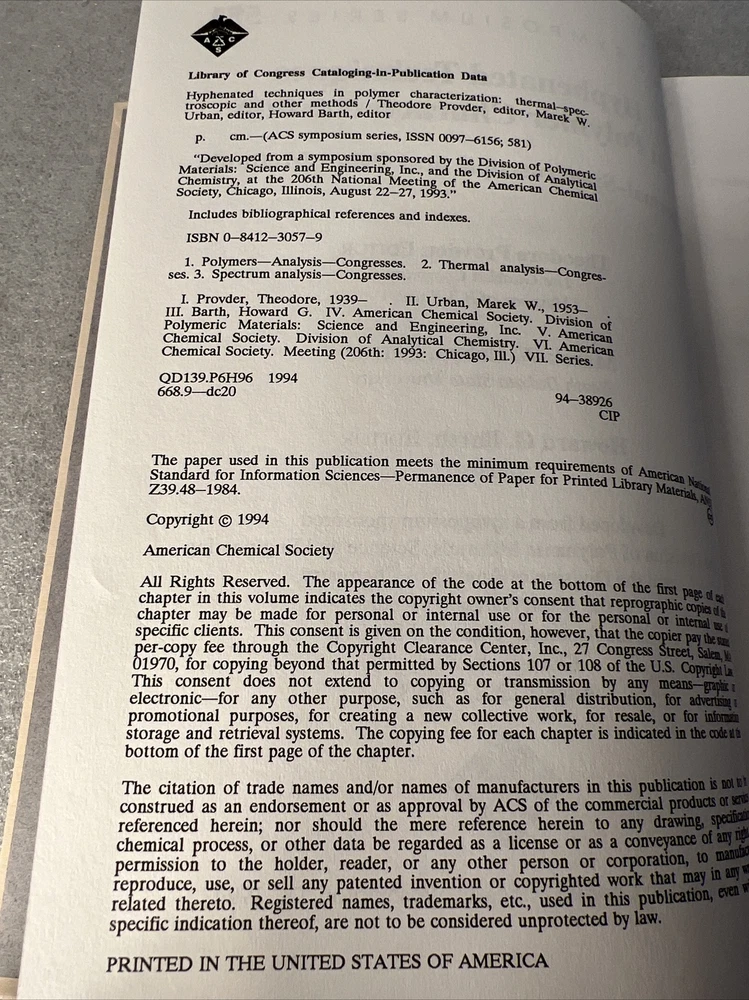 A C S
Library of Congress Cataloging-in-Publication Data
Hyphenated techniques in polymer characterization: thermal-spec-
troscopic and other methods / Theodore Provder, editor, Marek W.
Urban, editor, Howard Barth, editor
p. cm.—(ACS symposium series, ISSN 0097–6156; 581)
"Developed from a symposium sponsored by the Division of Polymeric
Materials: Science and Engineering, Inc., and the Division of Analytical
Chemistry, at the 206th National Meeting of the American Chemical
Society, Chicago, Illinois, August 22–27, 1993."
Includes bibliographical references and indexes.
ISBN 0–8412–3057–9
1. Polymers—Analysis—Congresses. 2. Thermal analysis—Congres-
ses. 3. Spectrum analysis—Congresses.
I. Provder, Theodore, 1939– . II. Urban, Marek W., 1953– .
III. Barth, Howard G. IV. American Chemical Society. Division of
Polymeric Materials: Science and Engineering, Inc. V. American
Chemical Society. Division of Analytical Chemistry. VI. American
Chemical Society. Meeting (206th: 1993: Chicago, Ill.) VII. Series.
QD139.P6H96 1994
668.9—dc20
94–38926
CIP
The paper used in this publication meets the minimum requirements of American National
Standard for Information Sciences—Permanence of Paper for Printed Library Materials,
Z39.48–1984.
Copyright © 1994
American Chemical Society
All Rights Reserved. The appearance of the code at the bottom of the first page of each
chapter in this volume indicates the copyright owner's consent that reprographic copies of the
chapter may be made for personal or internal use or for the personal or internal use
specific clients. This consent is given on the condition, however, that the copier pay the
per-copy fee through the Copyright Clearance Center, Inc., 27 Congress Street, Salem,
01970, for copying beyond that permitted by Sections 107 or 108 of the U.S. Copyright
This consent does not extend to copying or transmission by any means—graphic
electronic—for any other purpose, such as for general distribution, for advertising
promotional purposes, for creating a new collective work, for resale, or for information
storage and retrieval systems. The copying fee for each chapter is indicated in the code at
bottom of the first page of the chapter.
The citation of trade names and/or names of manufacturers in this publication is not
construed as an endorsement or as approval by ACS of the commercial products or
referenced herein; nor should the mere reference herein to any drawing,
chemical process, or other data be regarded as a license or as a conveyance of any
permission to the holder, reader, or any other person or corporation, to
reproduce, use, or sell any patented invention or copyrighted work that may in any
related thereto. Registered names, trademarks, etc., used in this publication, even
specific indication thereof, are not to be considered unprotected by law.
PRINTED IN THE UNITED STATES OF AMERICA